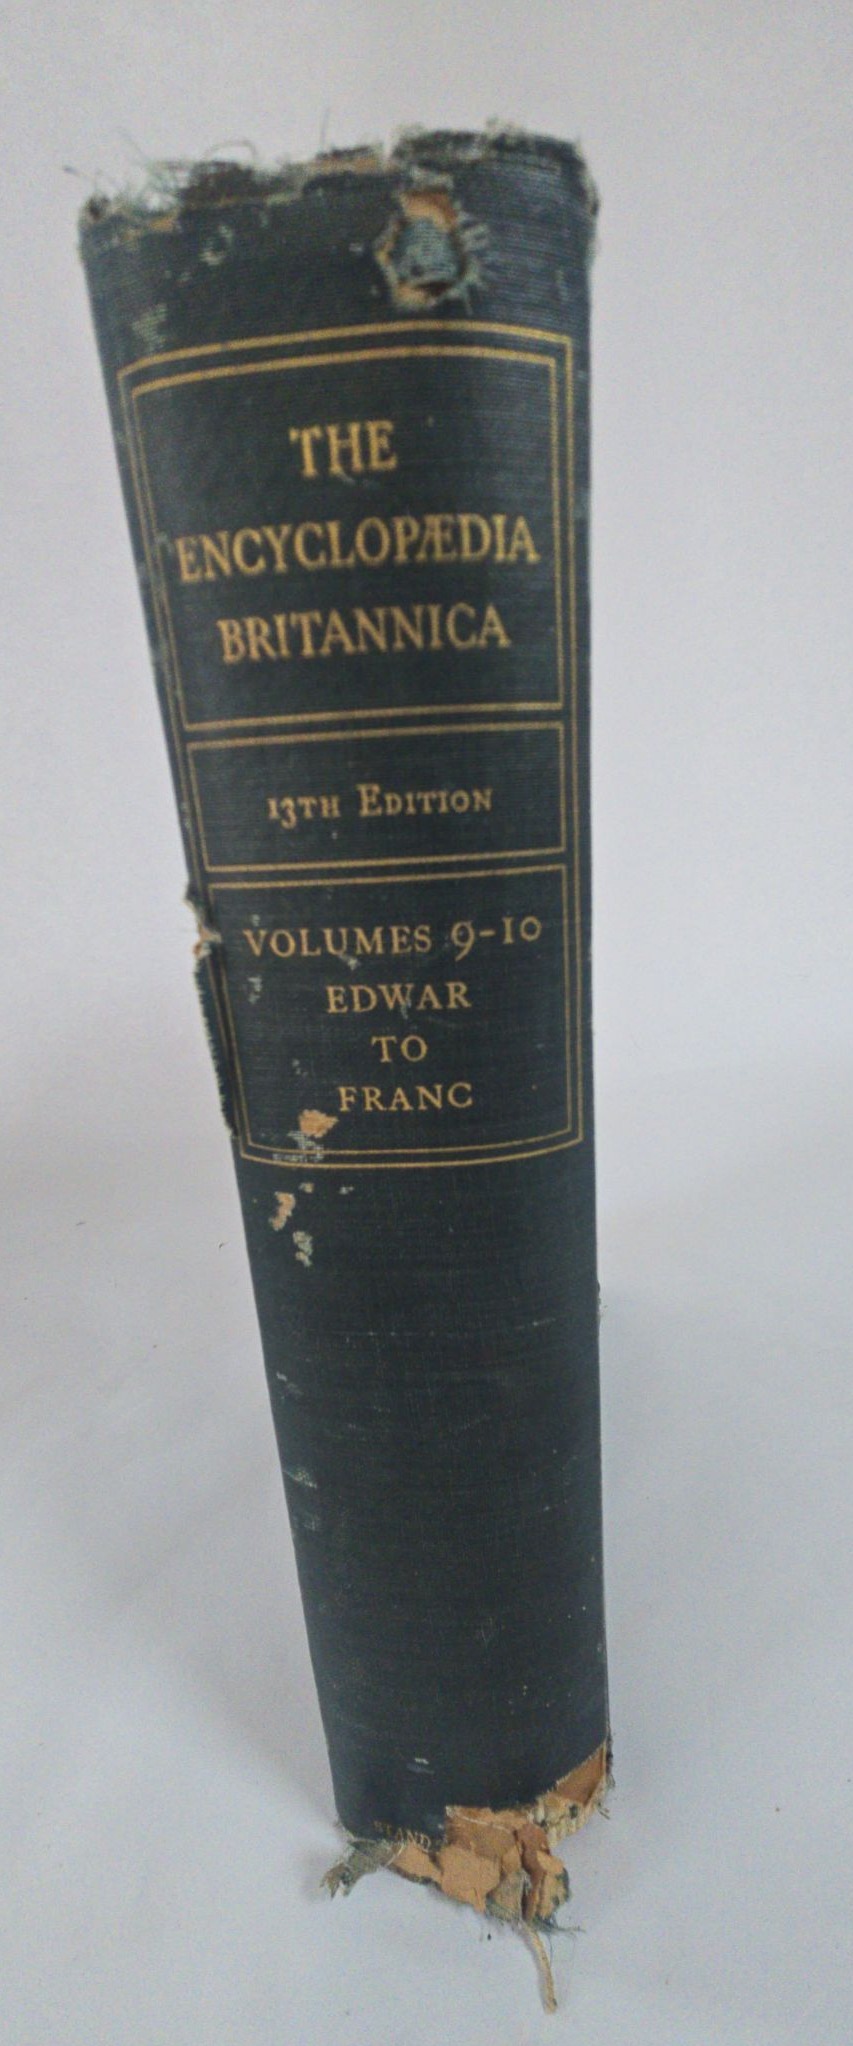 THE
ENCYCLOPÆDIA
BRITANNICA
13TH EDITION
VOLUMES 9-10
EDWAR
TO
FRANC